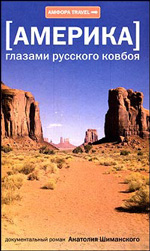 АМФОРА TRAVEL
[АМЕРИКА]
глазами русского ковбоя
документальный роман Анатолия Шиманского